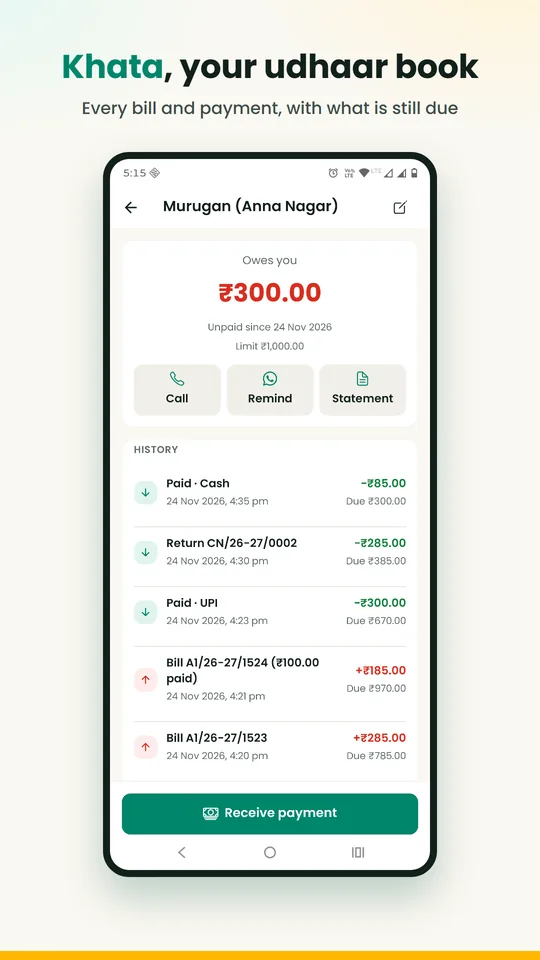 Khata, your udhaar book
Every bill and payment, with what is still due
5:15
VoLTE LTE
Murugan (Anna Nagar)
Owes you
₹300.00
Unpaid since 24 Nov 2026
Limit ₹1,000.00
Call
Remind
Statement
HISTORY
Paid · Cash
-₹85.00
24 Nov 2026, 4:35 pm
Due ₹300.00
Return CN/26-27/0002
-₹285.00
24 Nov 2026, 4:30 pm
Due ₹385.00
Paid · UPI
-₹300.00
24 Nov 2026, 4:23 pm
Due ₹670.00
Bill A1/26-27/1524 (₹100.00
paid)
+₹185.00
24 Nov 2026, 4:21 pm
Due ₹970.00
Bill A1/26-27/1523
+₹285.00
24 Nov 2026, 4:20 pm
Due ₹785.00
Receive payment